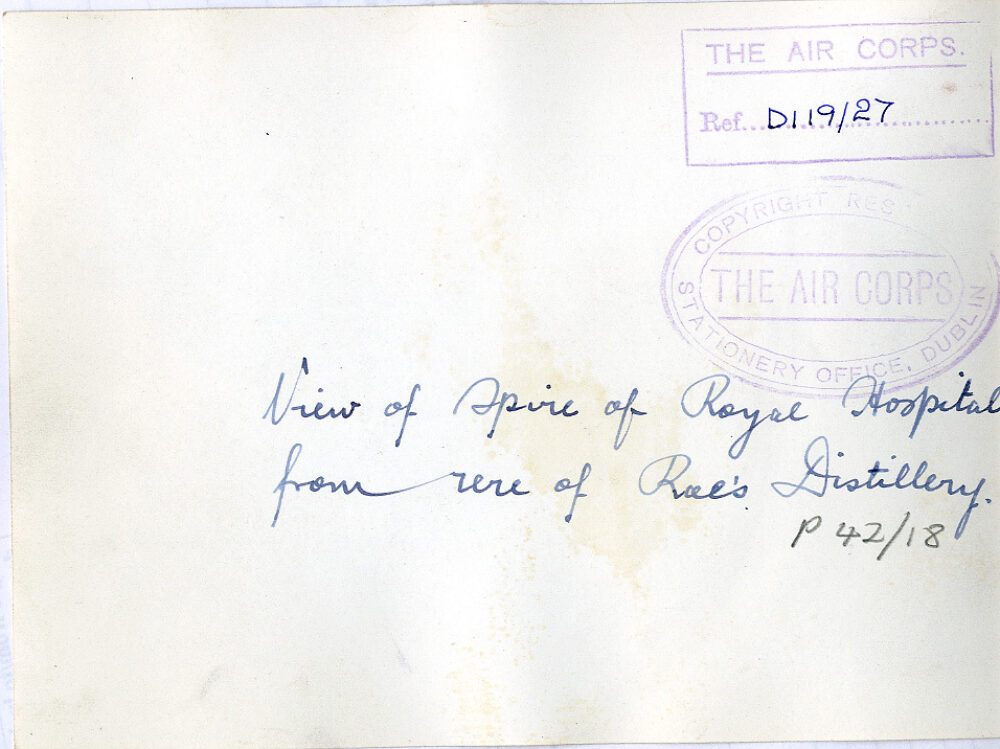 THE AIR CORPS.
Ref. D119/27
COPYRIGHT RES
THE AIR CORPS
STATIONERY OFFICE, DUBLIN
View of spire of Royal Hospital
from rere of Roe's Distillery.
P 42/18